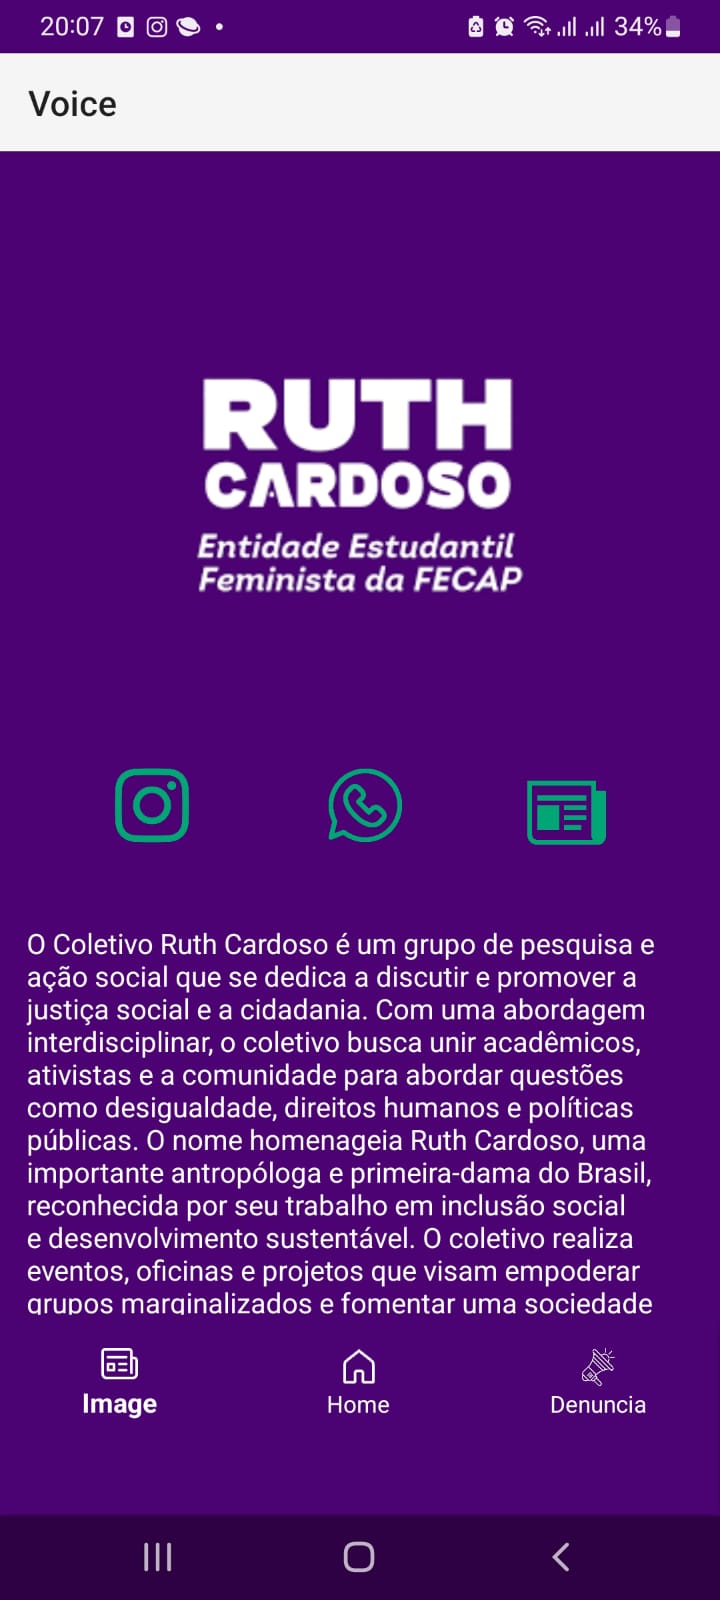 20:07
34%
Voice
RUTH
CARDOSO
Entidade Estudantil
Feminista da FECAP
O Coletivo Ruth Cardoso é um grupo de pesquisa e
ação social que se dedica a discutir e promover a
justiça social e a cidadania. Com uma abordagem
interdisciplinar, o coletivo busca unir acadêmicos,
ativistas e a comunidade para abordar questões
como desigualdade, direitos humanos e políticas
públicas. O nome homenageia Ruth Cardoso, uma
importante antropóloga e primeira-dama do Brasil,
reconhecida por seu trabalho em inclusão social
e desenvolvimento sustentável. O coletivo realiza
eventos, oficinas e projetos que visam empoderar
grupos marginalizados e fomentar uma sociedade
Image
Home
Denuncia